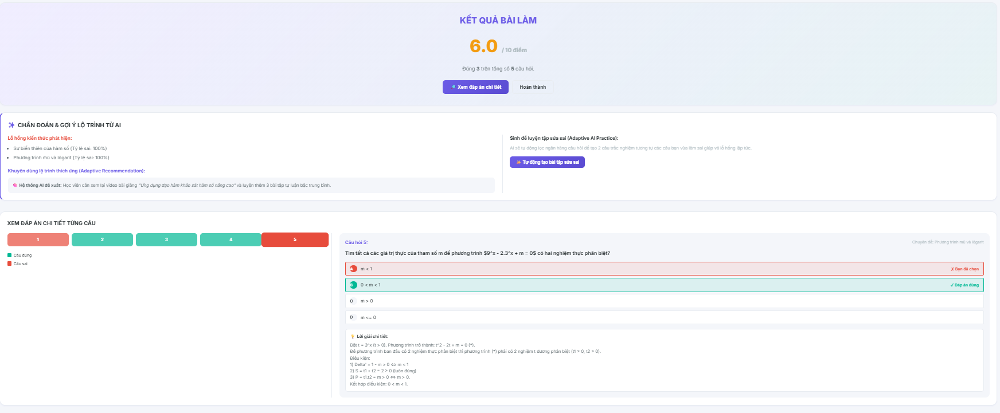 KẾT QUẢ BÀI LÀM
6.0 / 10 điểm
Đúng 3 trên tổng số 5 câu hỏi.
Xem đáp án chi tiết
Hoàn thành
CHẨN ĐOÁN & GỢI Ý LỘ TRÌNH TỪ AI
Lỗ hổng kiến thức phát hiện:
Sự biến thiên của hàm số (Tỷ lệ sai: 100%)
Phương trình mũ và lôgarit (Tỷ lệ sai: 100%)
Khuyên dùng lộ trình thích ứng (Adaptive Recommendation):
Hệ thống AI đề xuất: Học viên cần xem lại video bài giảng "Ứng dụng đạo hàm khảo sát hàm số nâng cao" và luyện thêm 3 bài tập tự luận bậc trung bình.
Sinh đề luyện tập sửa sai (Adaptive AI Practice):
AI sẽ tự động lọc ngân hàng câu hỏi để tạo 2 câu trắc nghiệm tương tự các câu bạn vừa làm sai giúp vá lỗ hổng lập tức.
Tự động tạo bài tập sửa sai
XEM ĐÁP ÁN CHI TIẾT TỪNG CÂU
1 2 3 4 5
Câu đúng
Câu sai
Câu hỏi 5:
Chuyên đề: Phương trình mũ và lôgarit
Tìm tất cả các giá trị thực của tham số m để phương trình $9^x - 2.3^x + m = 0$ có hai nghiệm thực phân biệt?
A m < 1 ✗ Bạn đã chọn
B 0 < m < 1 ✓ Đáp án đúng
C m > 0
D m <= 0
Lời giải chi tiết:
Đặt t = 3^x (t > 0). Phương trình trở thành: t^2 - 2t + m = 0 (*).
Để phương trình ban đầu có 2 nghiệm thực phân biệt thì phương trình (*) phải có 2 nghiệm t dương phân biệt (t1 > 0, t2 > 0).
Điều kiện:
1) Delta' = 1 - m > 0 ⇔ m < 1
2) S = t1 + t2 = 2 > 0 (luôn đúng)
3) P = t1.t2 = m > 0 ⇔ m > 0.
Kết hợp điều kiện: 0 < m < 1.